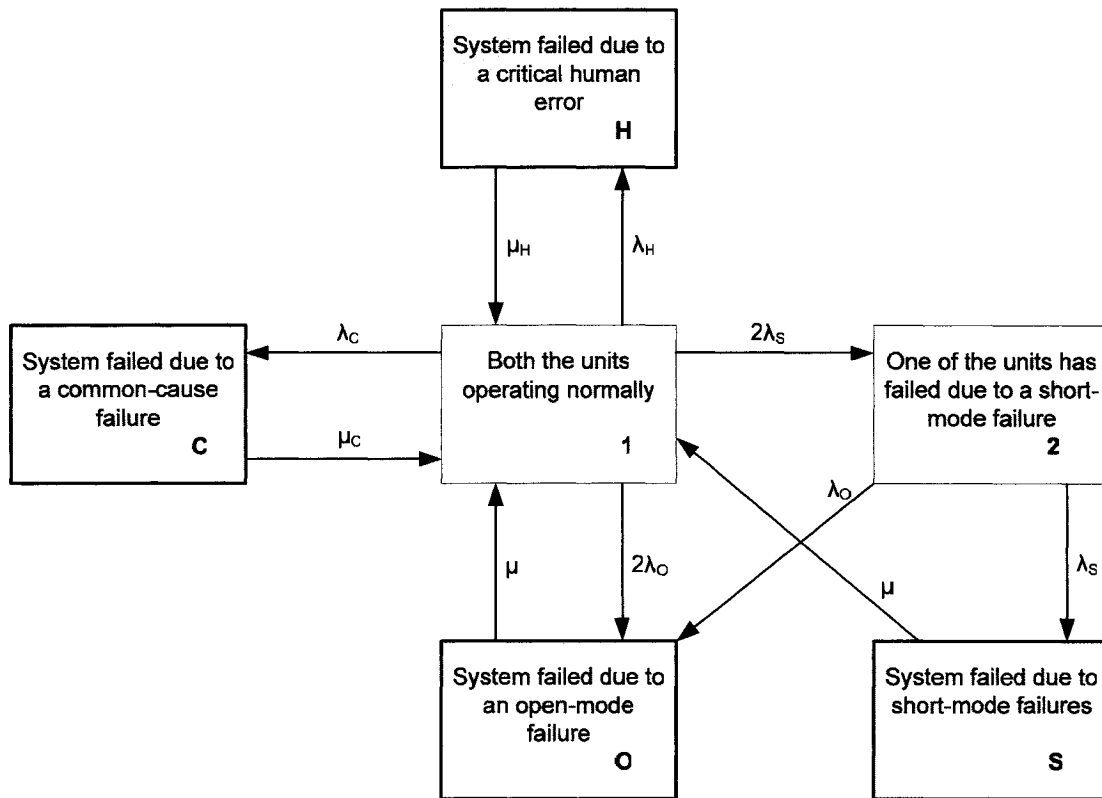 System failed due to
a critical human
error
H
μH
λH
λC
2λS
System failed due to
a common-cause
failure
C
Both the units
operating normally
1
One of the units has
failed due to a short-
mode failure
2
μC
λO
μ
2λO
μ
λS
System failed due to
an open-mode
failure
O
System failed due to
short-mode failures
S